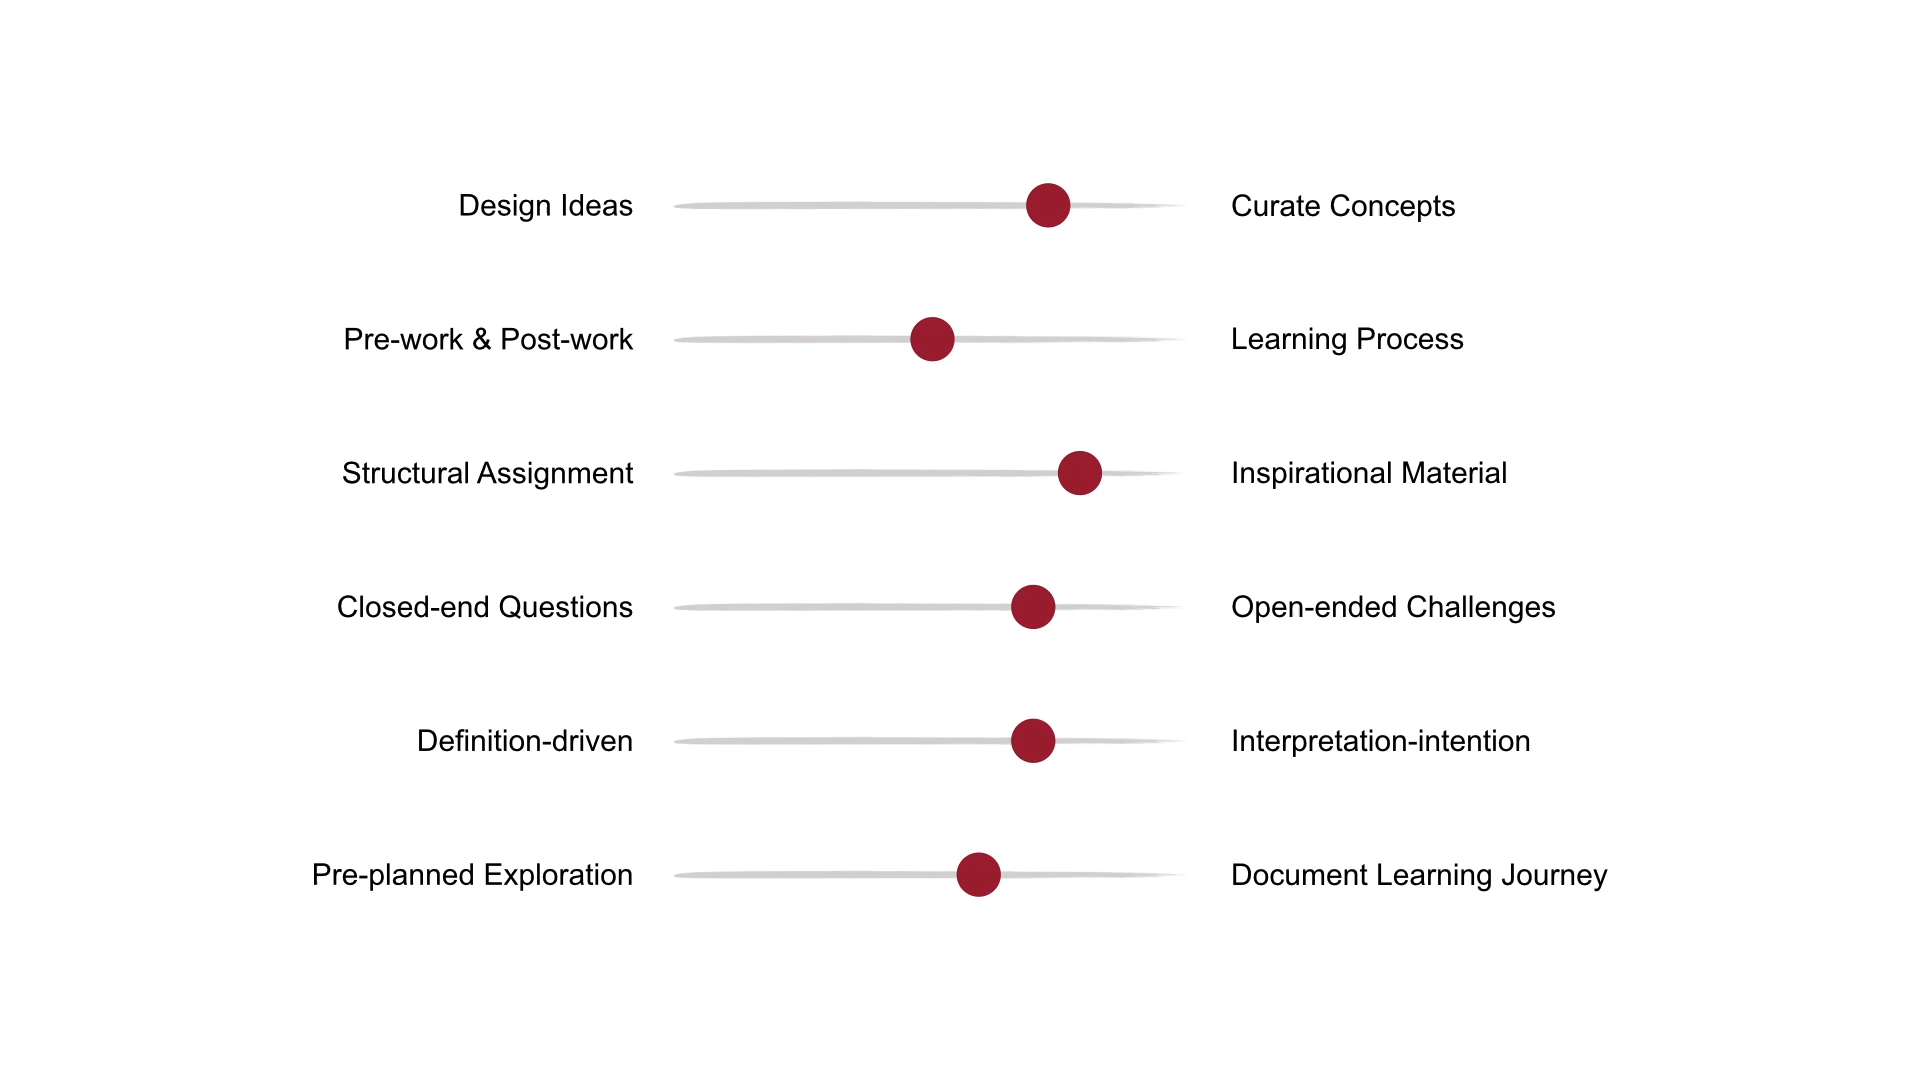 Design Ideas Curate Concepts
Pre-work & Post-work Learning Process
Structural Assignment Inspirational Material
Closed-end Questions Open-ended Challenges
Definition-driven Interpretation-intention
Pre-planned Exploration Document Learning Journey